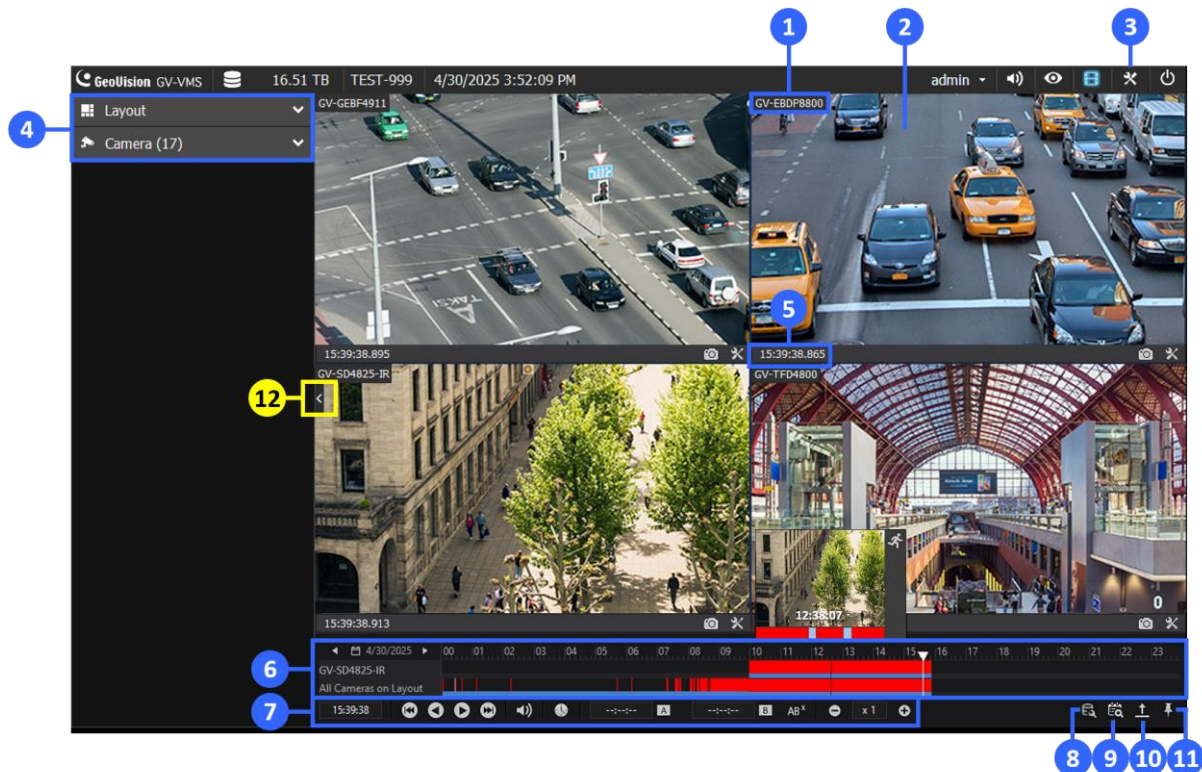 1 2 3
GeoVision GV-VMS 16.51 TB TEST-999 4/30/2025 3:52:09 PM admin
4
Layout
Camera (17)
GV-GEBF4911
GV-EBDP8800
TAKSI
5
15:39:38.895
15:39:38.865
12
GV-SD4825-IR
GV-TFD4800
12:38:07
0
15:39:38.913
6
4/30/2025 00 01 02 03 04 05 06 07 08 09 10 11 12 13 14 15 16 17 18 19 20 21 22 23
GV-SD4825-IR
All Cameras on Layout
7
15:39:38 --:--:-- A --:--:-- B ABx x 1
8 9 10 11